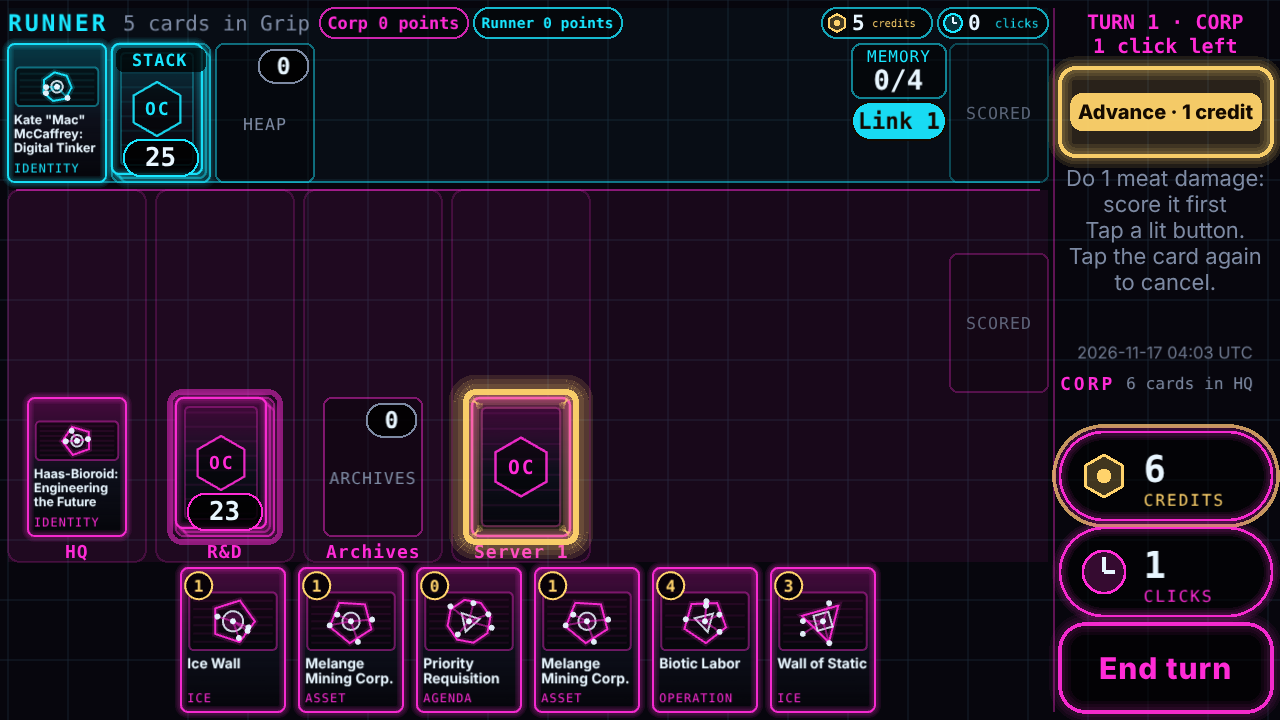 RUNNER 5 cards in Grip Corp 0 points Runner 0 points 5 credits 0 clicks
Kate "Mac"
McCaffrey:
Digital Tinker
IDENTITY
STACK
OC
25
0
HEAP
MEMORY
0/4
Link 1
SCORED
TURN 1 · CORP
1 click left
Advance · 1 credit
Do 1 meat damage:
score it first
Tap a lit button.
Tap the card again
to cancel.
SCORED
2026-11-17 04:03 UTC
CORP 6 cards in HQ
Haas-Bioroid:
Engineering
the Future
IDENTITY
HQ
OC
23
R&D
0
ARCHIVES
Archives
OC
Server 1
6
CREDITS
1
CLICKS
End turn
1
Ice Wall
ICE
1
Melange
Mining Corp.
ASSET
0
Priority
Requisition
AGENDA
1
Melange
Mining Corp.
ASSET
4
Biotic Labor
OPERATION
3
Wall of Static
ICE